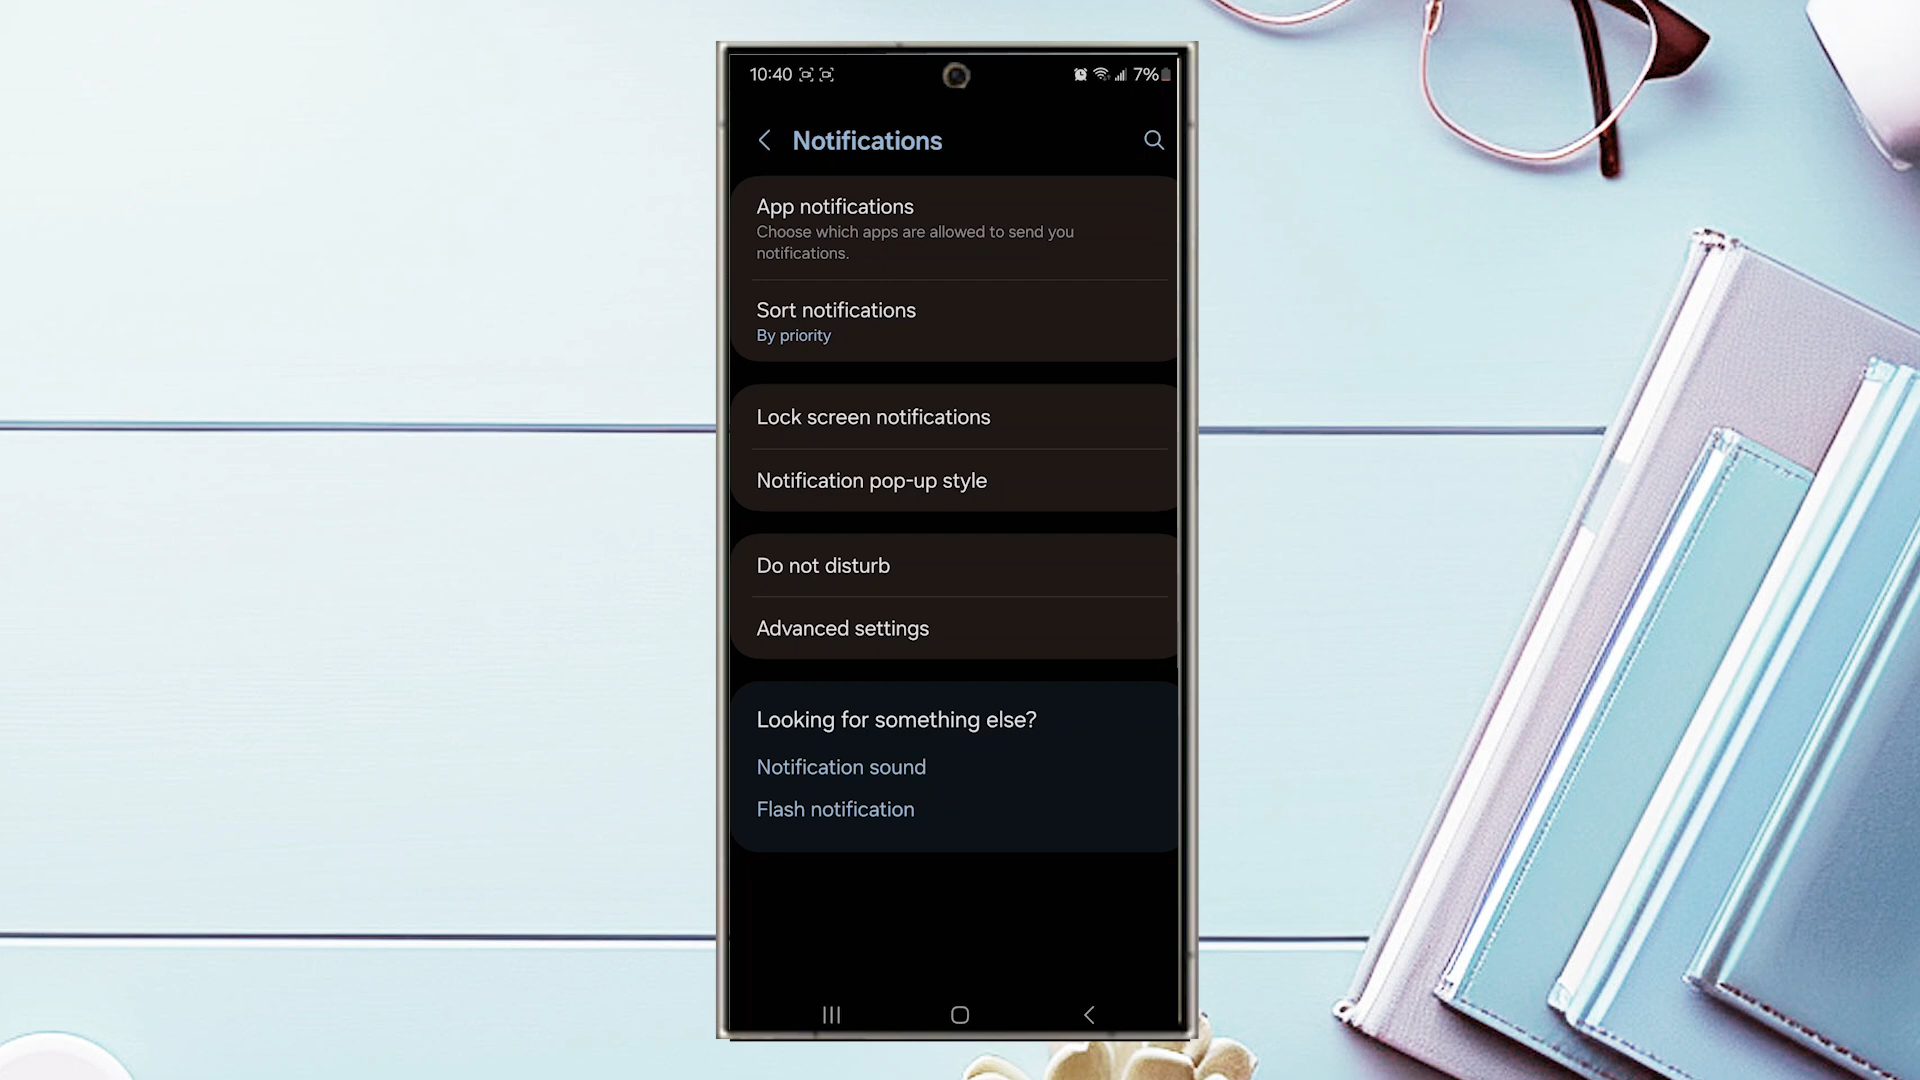 10:40 7%
Notifications
App notifications
Choose which apps are allowed to send you
notifications.
Sort notifications
By priority
Lock screen notifications
Notification pop-up style
Do not disturb
Advanced settings
Looking for something else?
Notification sound
Flash notification